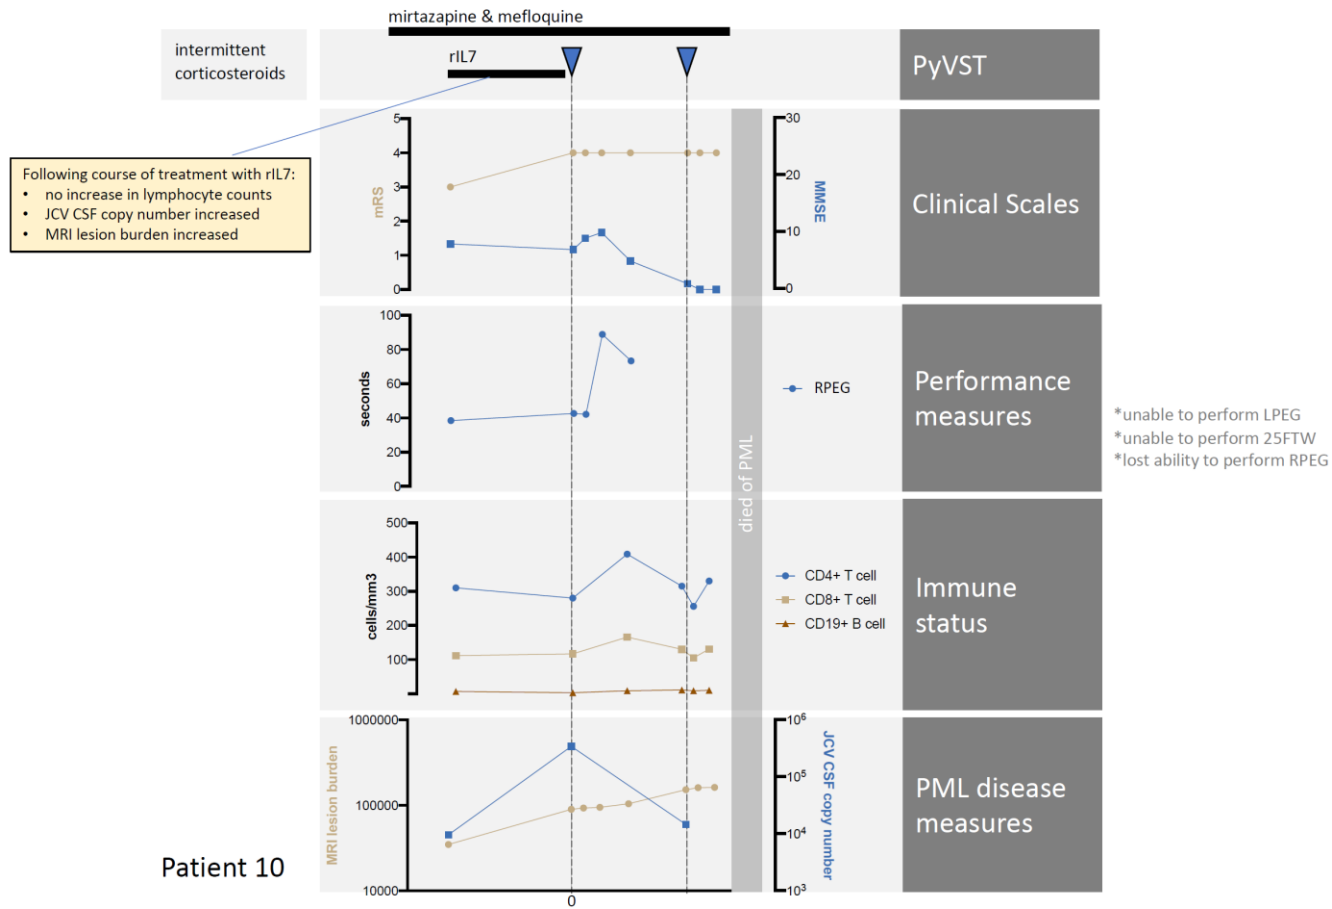 mirtazapine & mefloquine
intermittent
corticosteroids
rIL7
PyVST
Following course of treatment with rIL7:
• no increase in lymphocyte counts
• JCV CSF copy number increased
• MRI lesion burden increased
5
4
3
2
1
0
mRS
30
20
10
0
MMSE
Clinical Scales
100
80
60
40
20
0
seconds
RPEG
Performance
measures
*unable to perform LPEG
*unable to perform 25FTW
*lost ability to perform RPEG
died of PML
500
400
300
200
100
cells/mm3
CD4+ T cell
CD8+ T cell
CD19+ B cell
Immune
status
1000000
100000
10000
MRI lesion burden
10⁶
10⁵
10⁴
10³
JCV CSF copy number
PML disease
measures
Patient 10
0